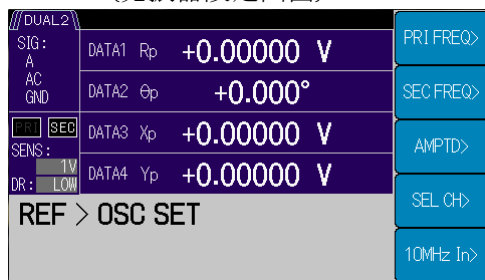 DUAL2
SIG:
A
AC
GND
PRI SEC
SENS:
1V
DR: LOW
DATA1 Rp +0.00000 V
DATA2 θp +0.000°
DATA3 Xp +0.00000 V
DATA4 Yp +0.00000 V
REF > OSC SET
PRI FREQ>
SEC FREQ>
AMPTD>
SEL CH>
10MHz In>